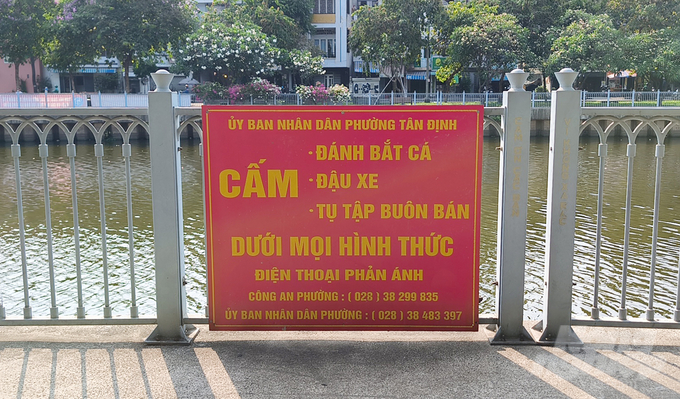 ỦY BAN NHÂN DÂN PHƯỜNG TÂN ĐỊNH
CẤM
- ĐÁNH BẮT CÁ
- ĐẬU XE
- TỤ TẬP BUÔN BÁN
DƯỚI MỌI HÌNH THỨC
ĐIỆN THOẠI PHẢN ÁNH
CÔNG AN PHƯỜNG : ( 028 ) 38 299 835
ỦY BAN NHÂN DÂN PHƯỜNG : ( 028 ) 38 483 397